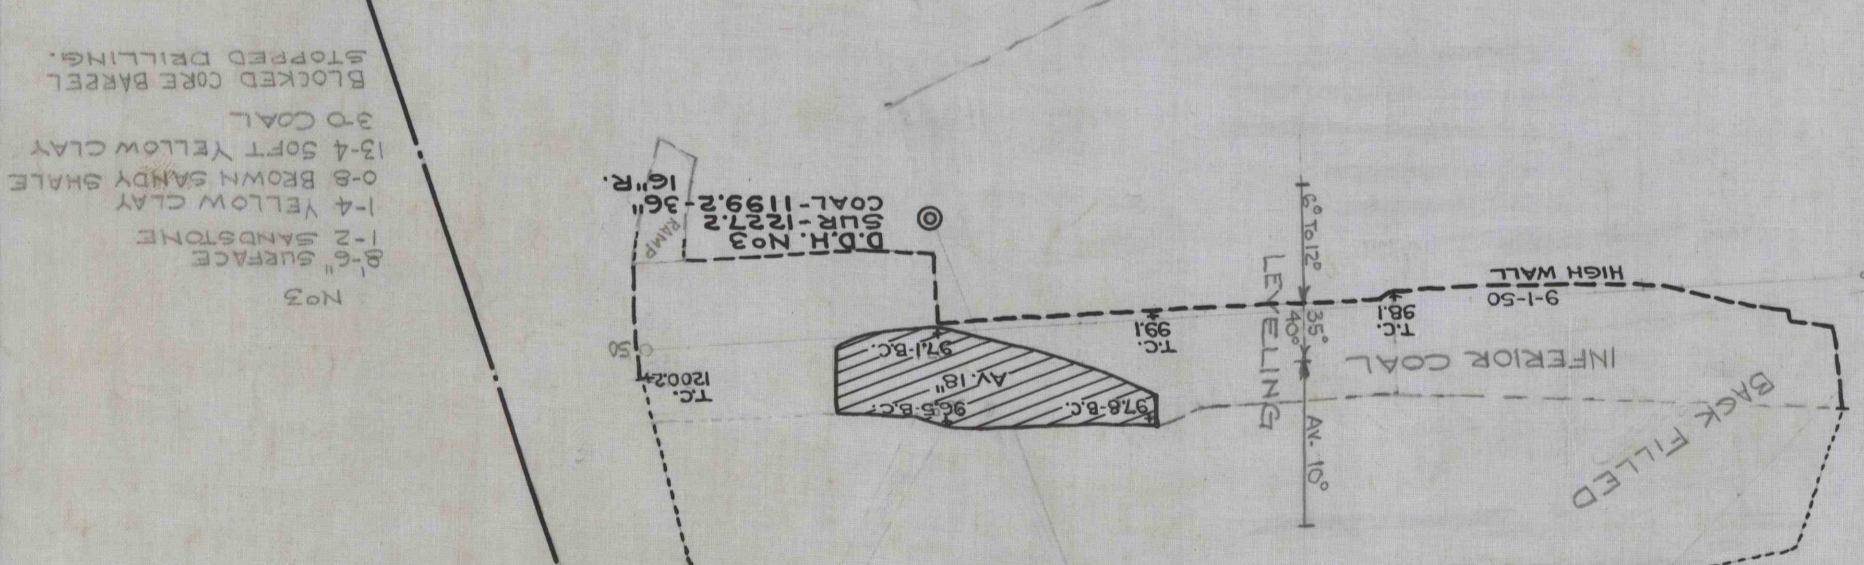 No3
8'-6" SURFACE
1-2 SANDSTONE
1-4 YELLOW CLAY
0-8 BROWN SANDY SHALE
13-4 SOFT YELLOW CLAY
3-0 COAL
BLOCKED CORE BARREL
STOPPED DRILLING.
D.D.H. No3
SUR-1227.2
COAL-1199.2-36"
16"R.
RAMP
50
T.C.
1200.2
97.1-B.C.
AV. 18"
96.5-B.C.
97.8-B.C.
T.C.
99.1
LEVELING
6° To 12°
35°
40°
AV- 10°
T.C.
98.1
9-1-50
HIGH WALL
INFERIOR COAL
BACK FILLED